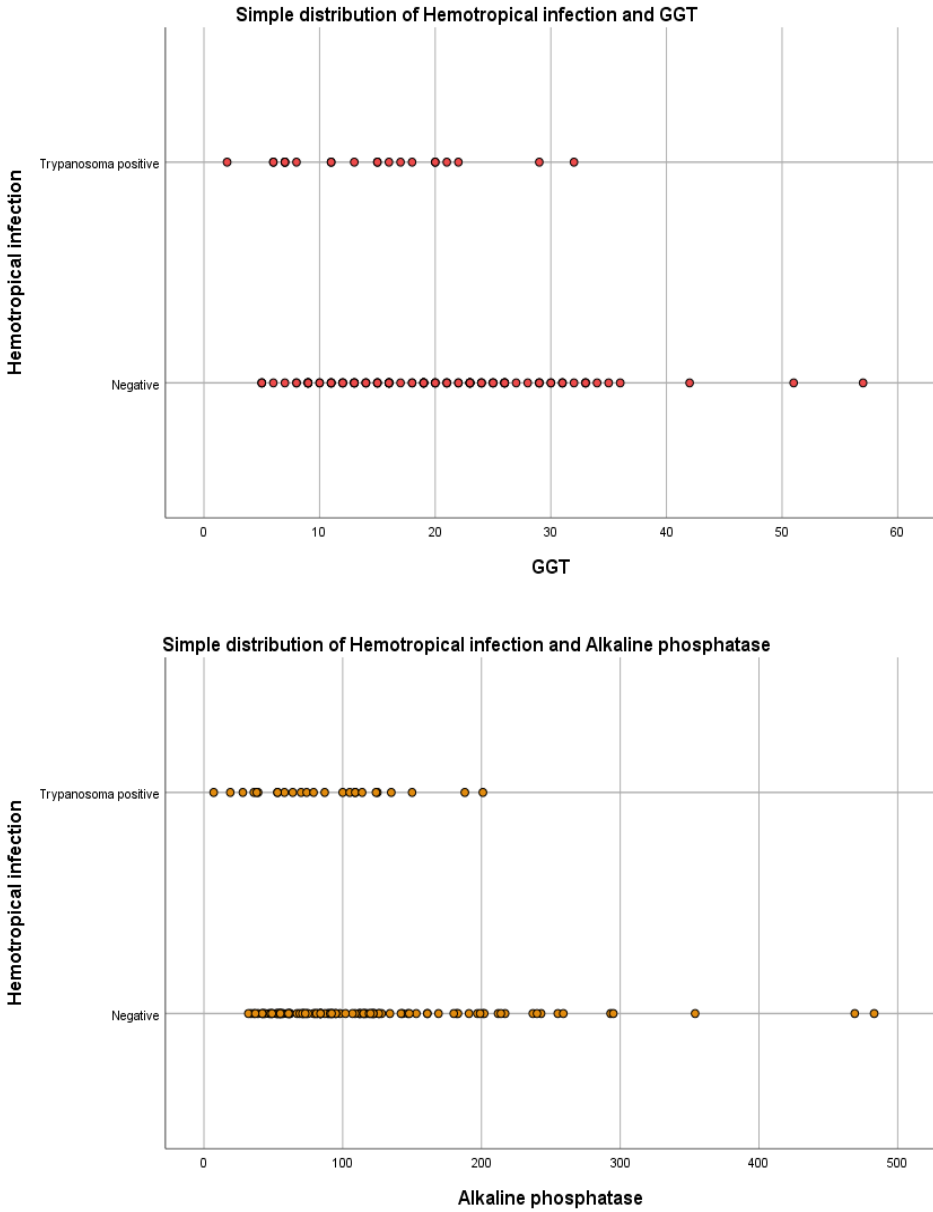 Simple distribution of Hemotropical infection and GGT
Hemotropical infection
Trypanosoma positive
Negative
0 10 20 30 40 50 60
GGT
Simple distribution of Hemotropical infection and Alkaline phosphatase
Hemotropical infection
Trypanosoma positive
Negative
0 100 200 300 400 500
Alkaline phosphatase